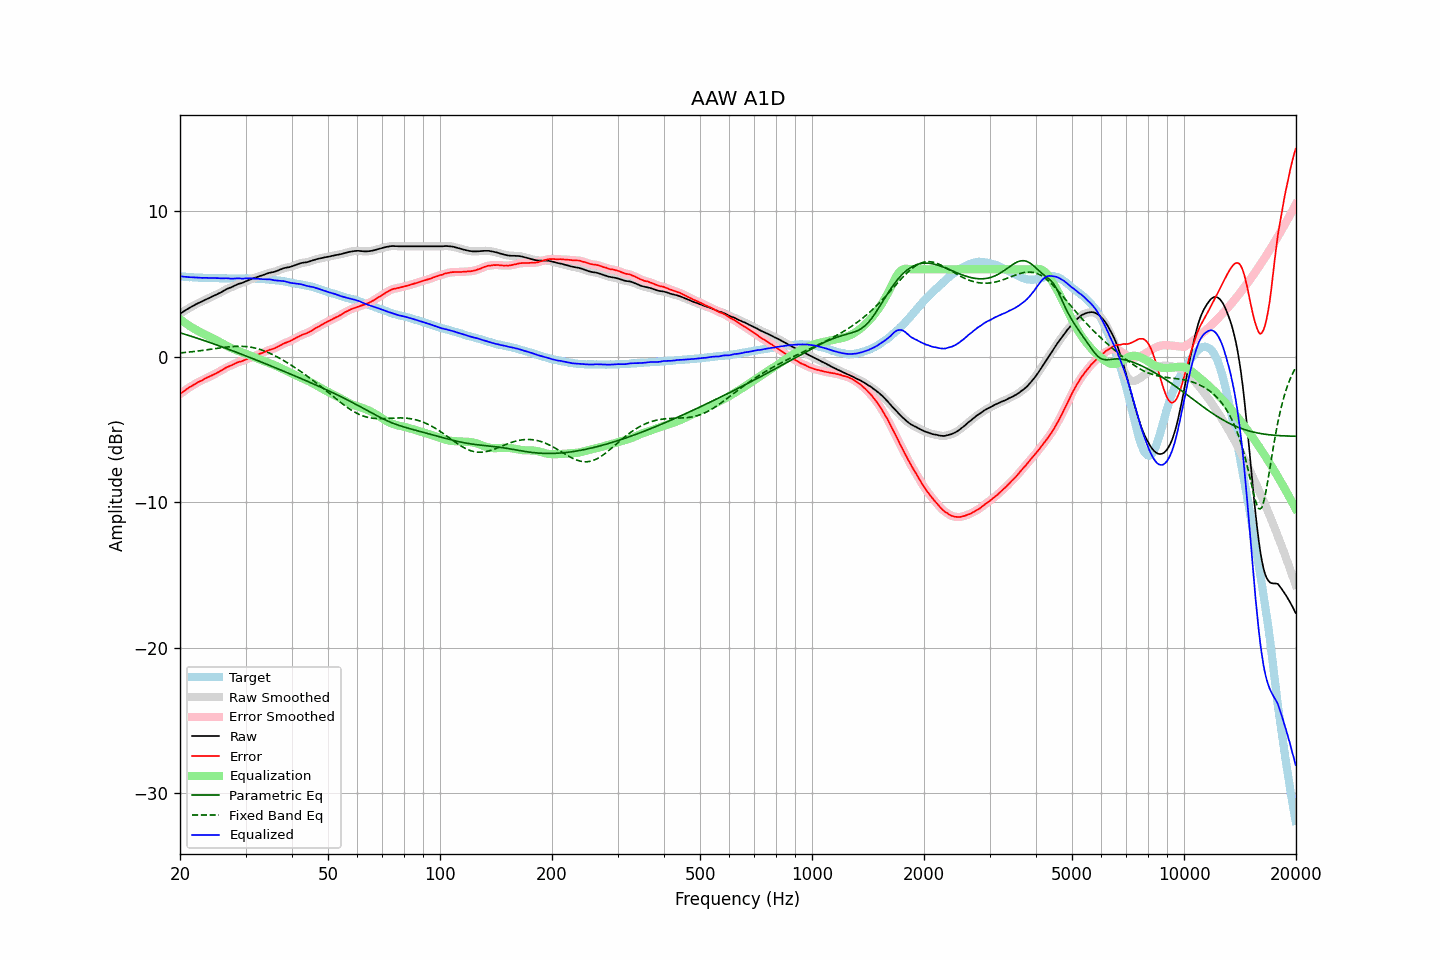 AAW A1D
Amplitude (dBr)
10
0
−10
−20
−30
Target
Raw Smoothed
Error Smoothed
Raw
Error
Equalization
Parametric Eq
Fixed Band Eq
Equalized
20 50 100 200 500 1000 2000 5000 10000 20000
Frequency (Hz)